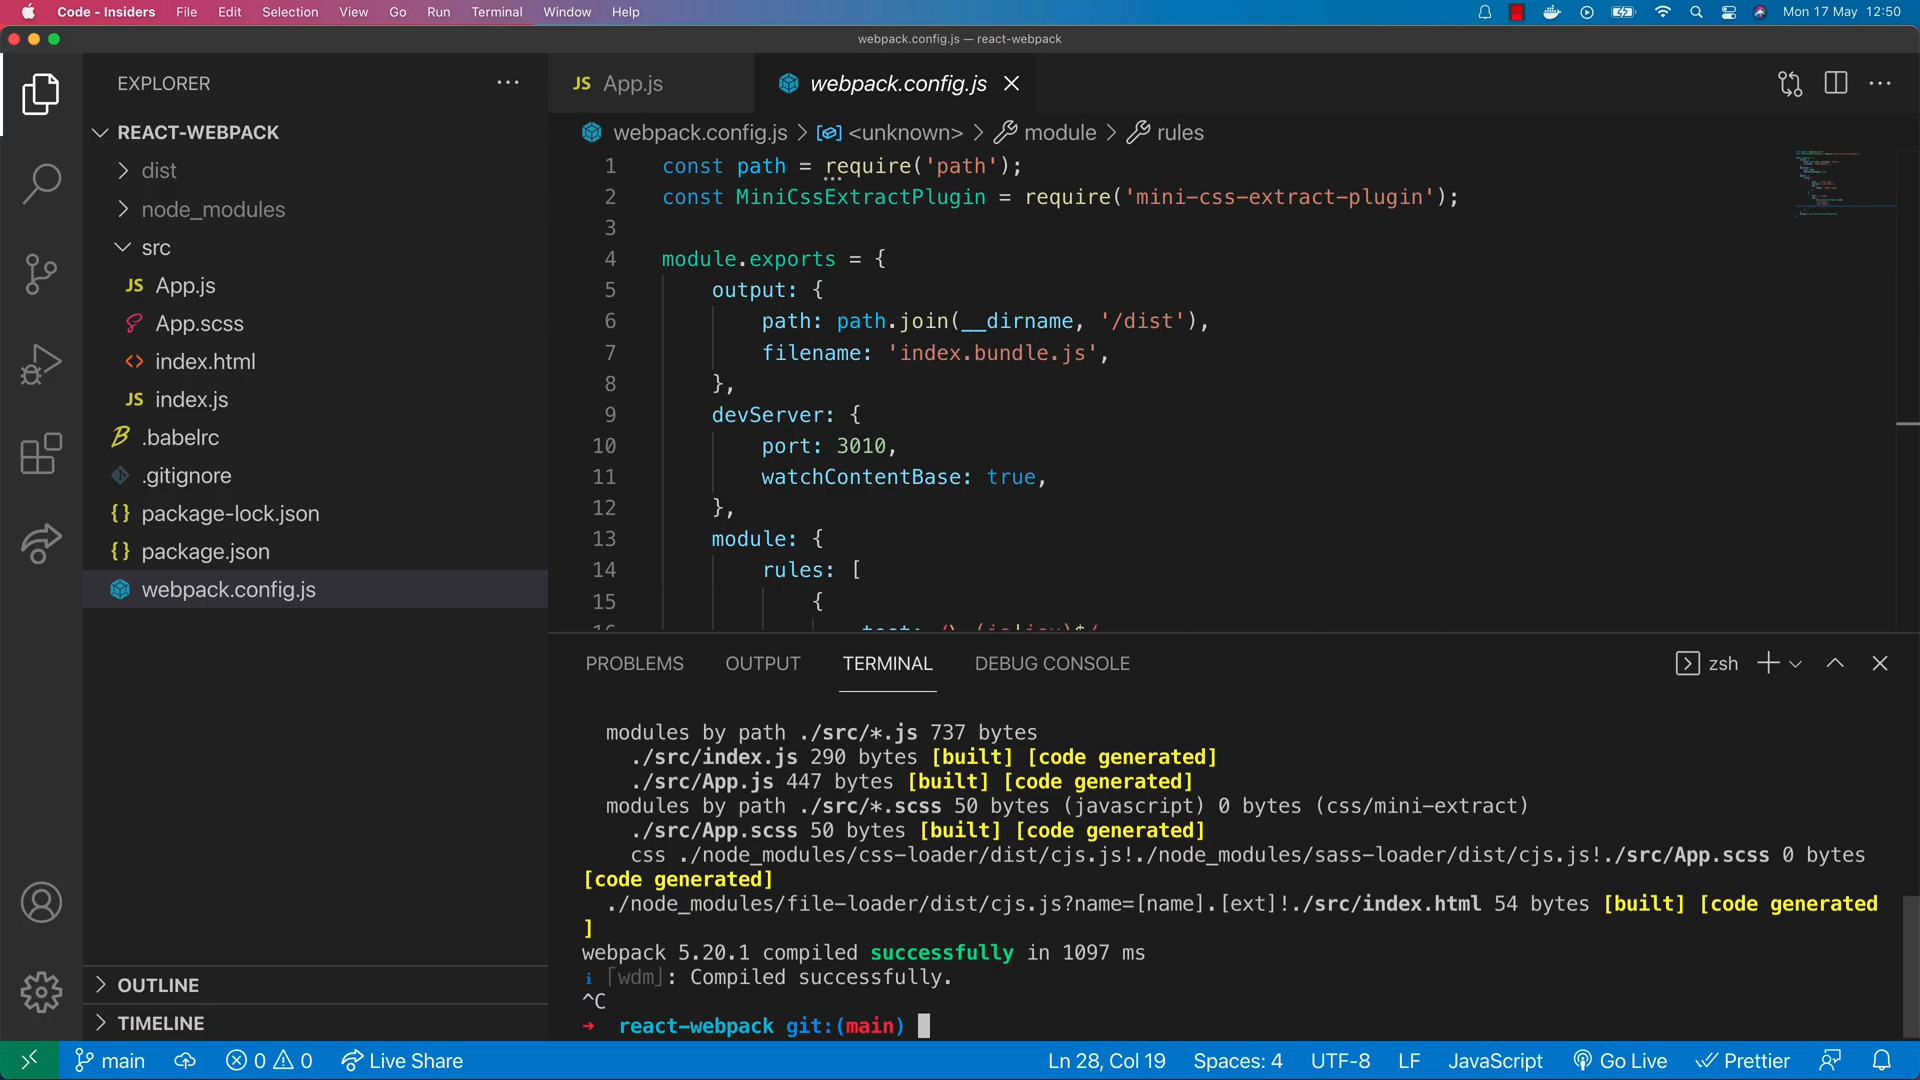 Code - Insiders File Edit Selection View Go Run Terminal Window Help Mon 17 May 12:50
webpack.config.js — react-webpack
EXPLORER
REACT-WEBPACK
dist
node_modules
src
JS App.js
App.scss
<> index.html
JS index.js
.babelrc
.gitignore
{} package-lock.json
{} package.json
webpack.config.js
OUTLINE
TIMELINE
JS App.js webpack.config.js
webpack.config.js > <unknown> > module > rules
1 const path = require('path');
2 const MiniCssExtractPlugin = require('mini-css-extract-plugin');
3
4 module.exports = {
5 output: {
6 path: path.join(__dirname, '/dist'),
7 filename: 'index.bundle.js',
8 },
9 devServer: {
10 port: 3010,
11 watchContentBase: true,
12 },
13 module: {
14 rules: [
15 {
16 test: /\.(js|jsx)$/
PROBLEMS OUTPUT TERMINAL DEBUG CONSOLE zsh
modules by path ./src/*.js 737 bytes
./src/index.js 290 bytes [built] [code generated]
./src/App.js 447 bytes [built] [code generated]
modules by path ./src/*.scss 50 bytes (javascript) 0 bytes (css/mini-extract)
./src/App.scss 50 bytes [built] [code generated]
css ./node_modules/css-loader/dist/cjs.js!./node_modules/sass-loader/dist/cjs.js!./src/App.scss 0 bytes
[code generated]
./node_modules/file-loader/dist/cjs.js?name=[name].[ext]!./src/index.html 54 bytes [built] [code generated
]
webpack 5.20.1 compiled successfully in 1097 ms
i ｢wdm｣: Compiled successfully.
^C
→ react-webpack git:(main)
main 0 0 Live Share Ln 28, Col 19 Spaces: 4 UTF-8 LF JavaScript Go Live Prettier